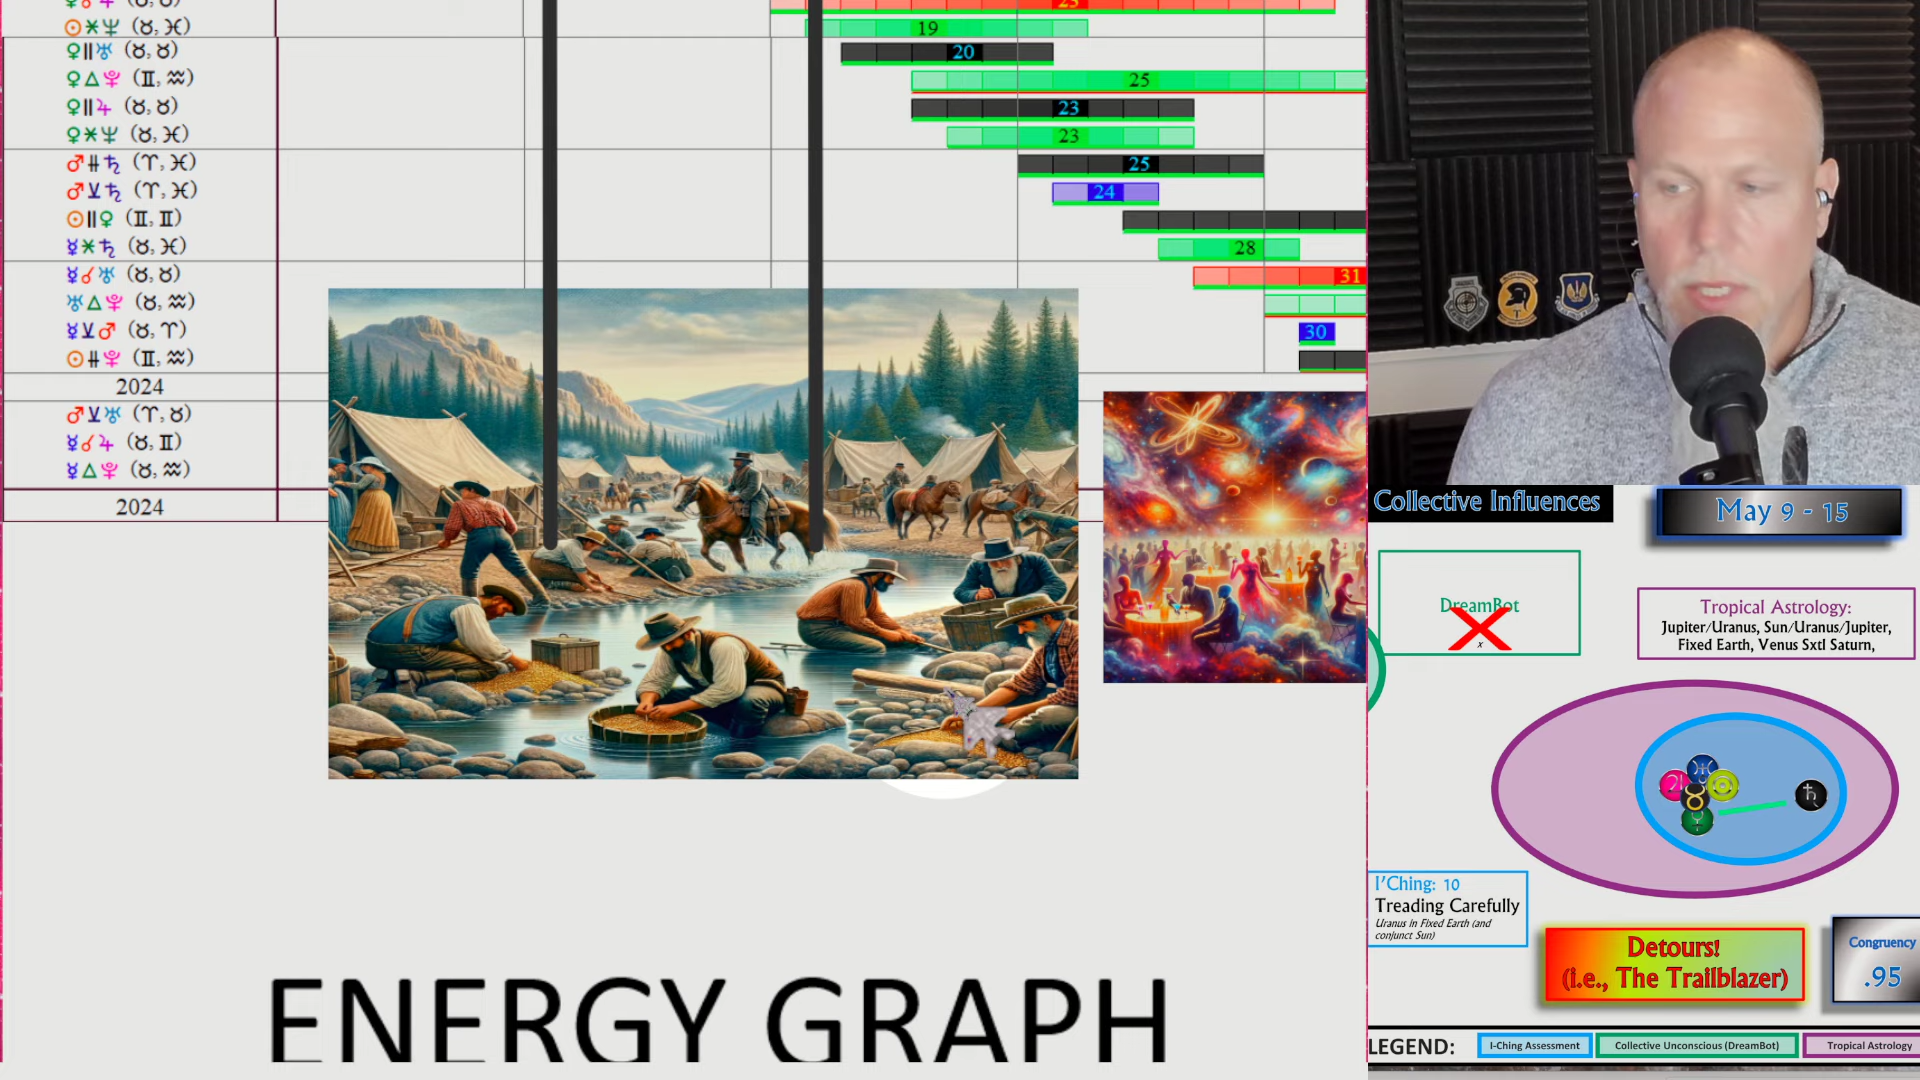 ♀☌♃ (♉, ♉) 23
☉⚹♆ (♉, ♓) 19
♀∥♅ (♉, ♉) 20
♀△♇ (♊, ♒) 25
♀∥♃ (♉, ♉) 23
♀⚹♆ (♉, ♓) 23
♂⋕♄ (♈, ♓) 25
♂⚺♄ (♈, ♓) 24
☉∥♀ (♊, ♊)
☿⚹♄ (♉, ♓) 28
☿☌♅ (♉, ♉) 31
♅△♇ (♉, ♒)
☿⚺♂ (♉, ♈) 30
☉⋕♇ (♊, ♒)
2024
♂⚺♅ (♈, ♉)
☿☌♃ (♉, ♊)
☿△♇ (♉, ♒)
2024
ENERGY GRAPH
Collective Influences
May 9 - 15
DreamBot
x
Tropical Astrology:
Jupiter/Uranus, Sun/Uranus/Jupiter,
Fixed Earth, Venus Sxtl Saturn,
I'Ching: 10
Treading Carefully
Uranus in Fixed Earth (and
conjunct Sun)
Detours!
(i.e., The Trailblazer)
Congruency
.95
LEGEND:
I-Ching Assessment
Collective Unconscious (DreamBot)
Tropical Astrology